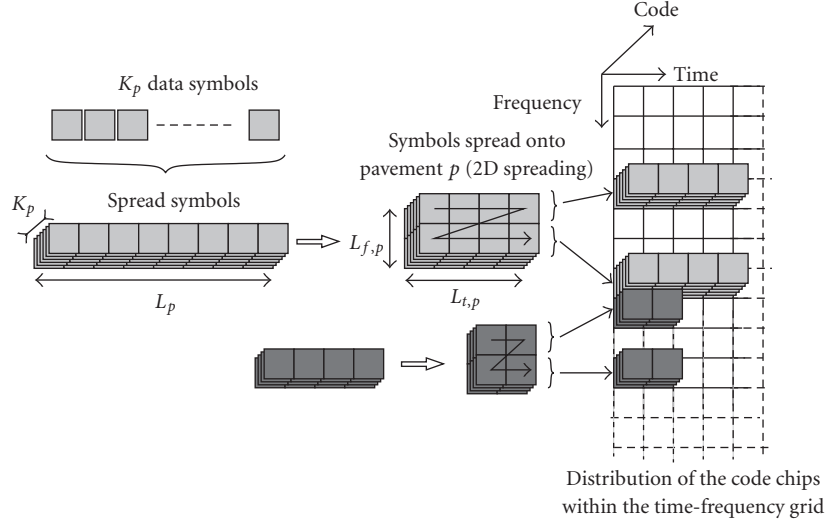 Code
Time
Frequency
K_p data symbols
Symbols spread onto
pavement p (2D spreading)
K_p
Spread symbols
L_{f,p}
L_p
L_{t,p}
Distribution of the code chips
within the time-frequency grid